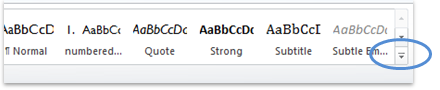 AaBbCcD 1. AaBbCc AaBbCcDc AaBbCcDc AaBbCcI AaBbCcDc
¶ Normal numbered... Quote Strong Subtitle Subtle Em...